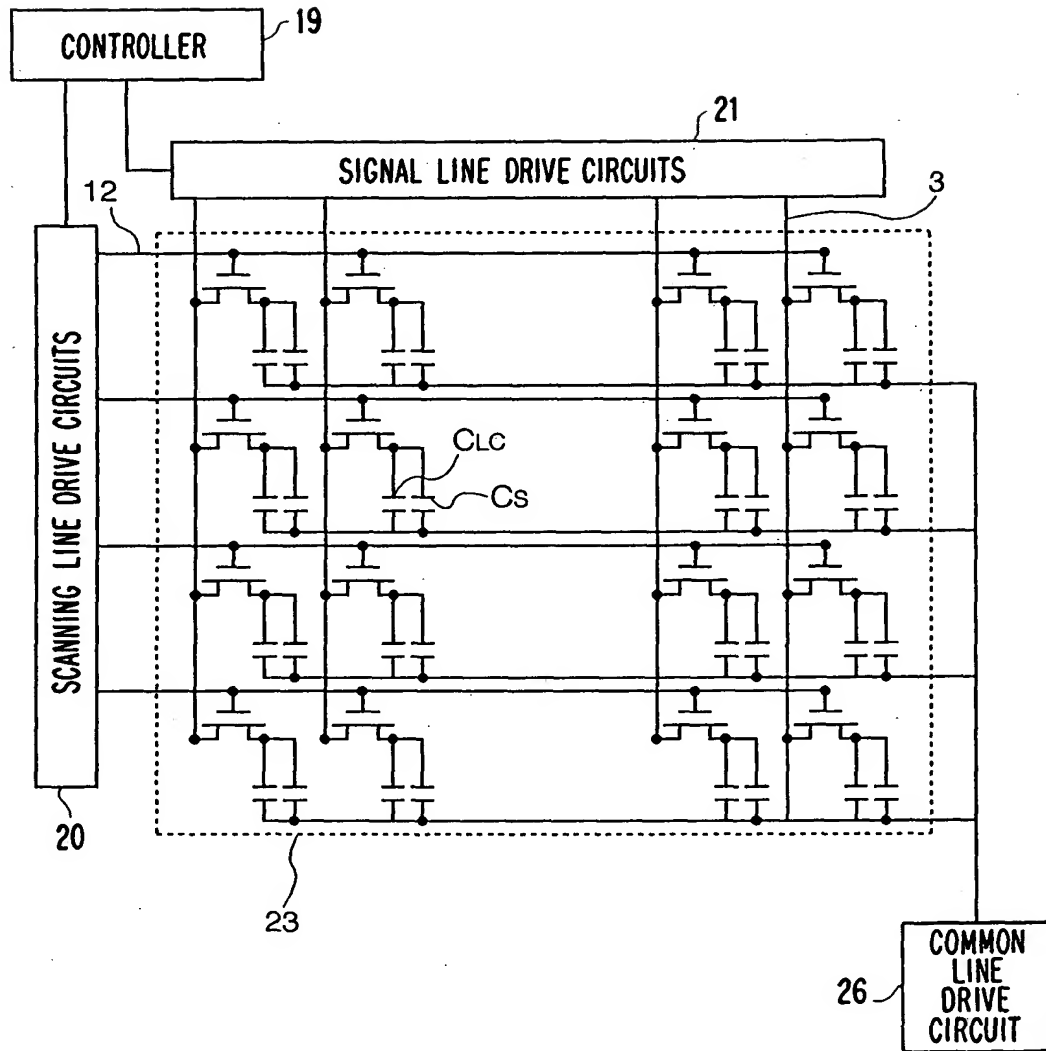 CONTROLLER
19
21
SIGNAL LINE DRIVE CIRCUITS
3
12
SCANNING LINE DRIVE CIRCUITS
CLC
CS
20
23
26
COMMON
LINE
DRIVE
CIRCUIT